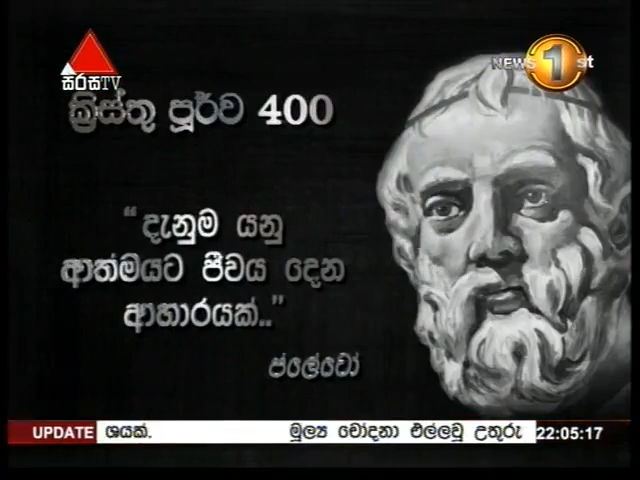 සිරසTV
NEWS 1st
ක්‍රිස්තු පූර්ව 400
“දැනුම යනු
ආත්මයට ජීවය දෙන
ආහාරයක්..”
ප්ලේටෝ
UPDATE ශයක්. මූල්‍ය චෝදනා එල්ලවූ උතුරු 22:05:17